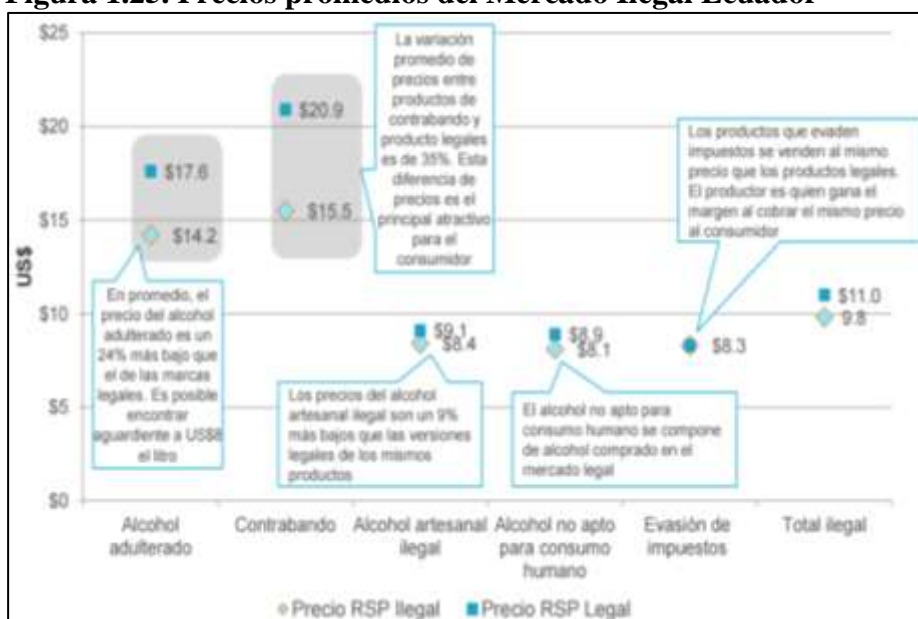 Figura 1.25. Precios promedios del Mercado Ilegal Ecuador
$25
$20
$15
$10
$5
$0
US$
La variación
promedio de
precios entre
productos de
contrabando y
producto legales
es de 35%. Esta
diferencia de
precios es el
principal atractivo
para el
consumidor
Los productos que evaden
impuestos se venden al mismo
precio que los productos legales.
El productor es quien gana el
margen al cobrar el mismo precio
al consumidor
$17.6
$14.2
$20.9
$15.5
$9.1
$8.4
$8.9
$8.1
$8.3
$11.0
9.8
En promedio, el
precio del alcohol
adulterado es un
24% más bajo que
el de las marcas
legales. Es posible
encontrar
aguardiente a US$8
el litro
Los precios del alcohol
artesanal ilegal son un 9%
más bajos que las versiones
legales de los mismos
productos
El alcohol no apto para
consumo humano se compone
de alcohol comprado en el
mercado legal
Alcohol
adulterado
Contrabando
Alcohol artesanal
ilegal
Alcohol no apto
para consumo
humano
Evasión de
impuestos
Total ilegal
Precio RSP Ilegal
Precio RSP Legal